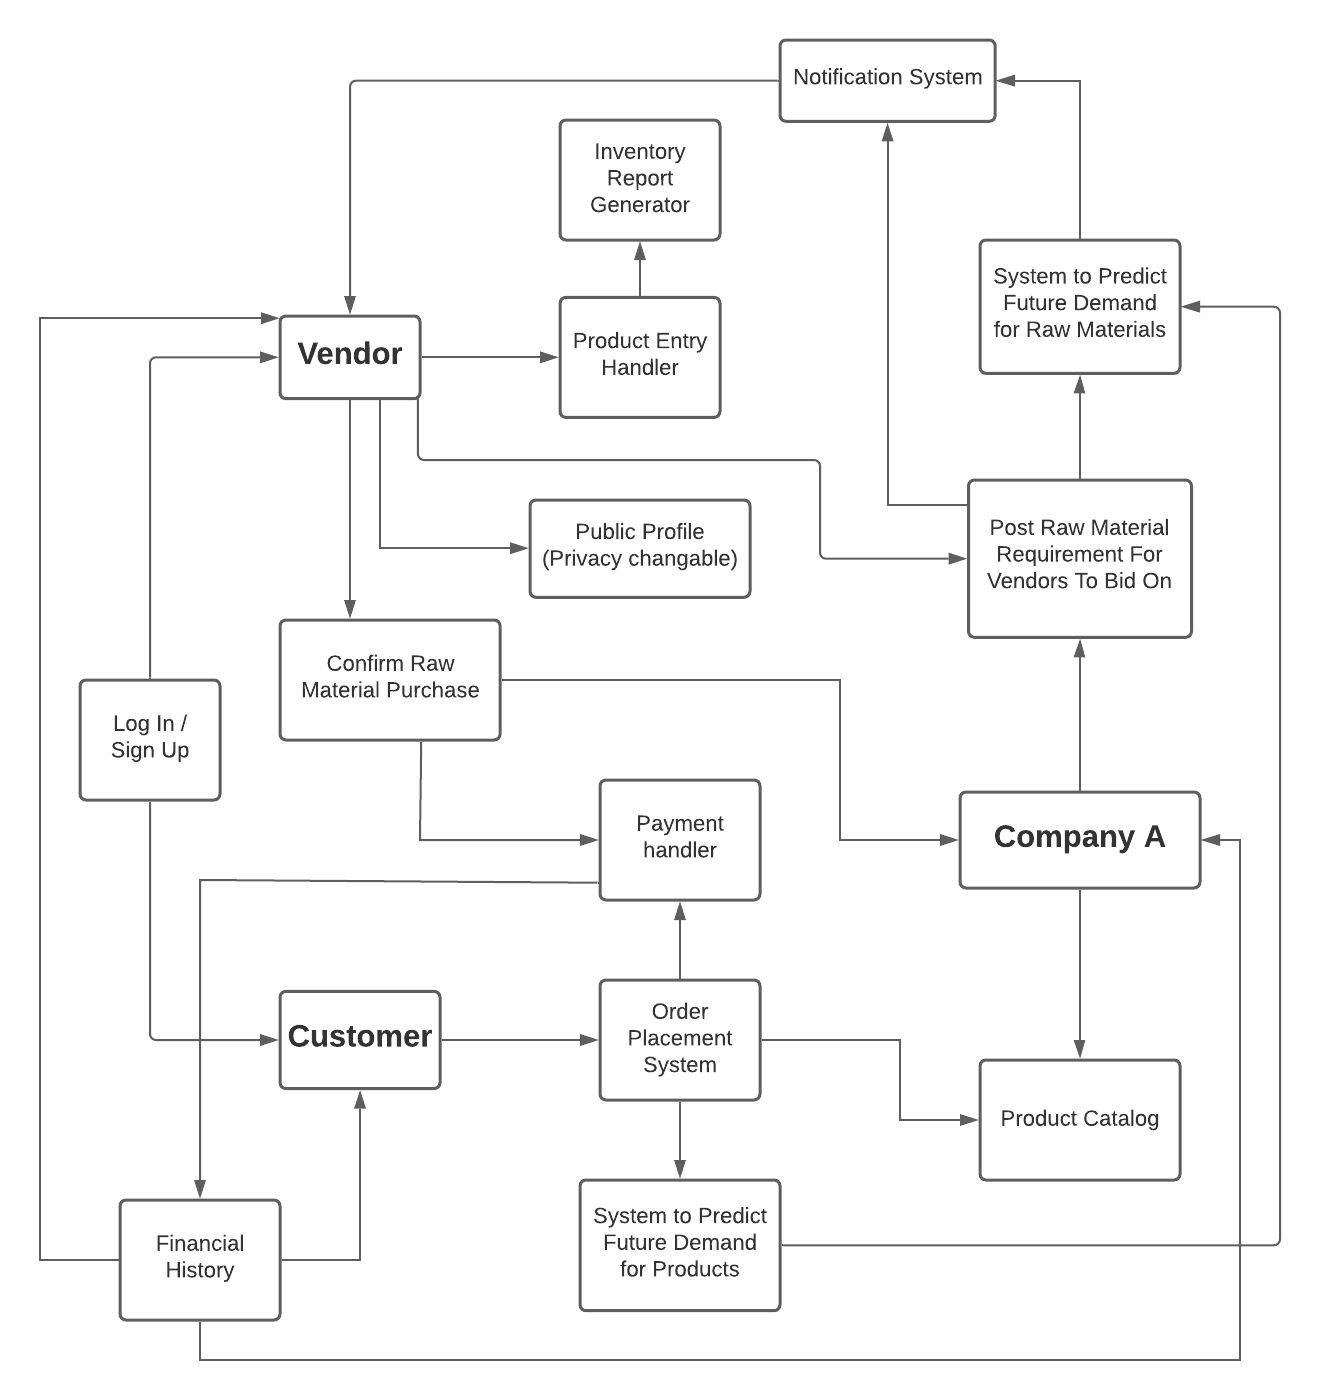 Notification System
Inventory
Report
Generator
System to Predict
Future Demand
for Raw Materials
Vendor
Product Entry
Handler
Public Profile
(Privacy changable)
Post Raw Material
Requirement For
Vendors To Bid On
Confirm Raw
Material Purchase
Log In /
Sign Up
Payment
handler
Company A
Customer
Order
Placement
System
Product Catalog
Financial
History
System to Predict
Future Demand
for Products